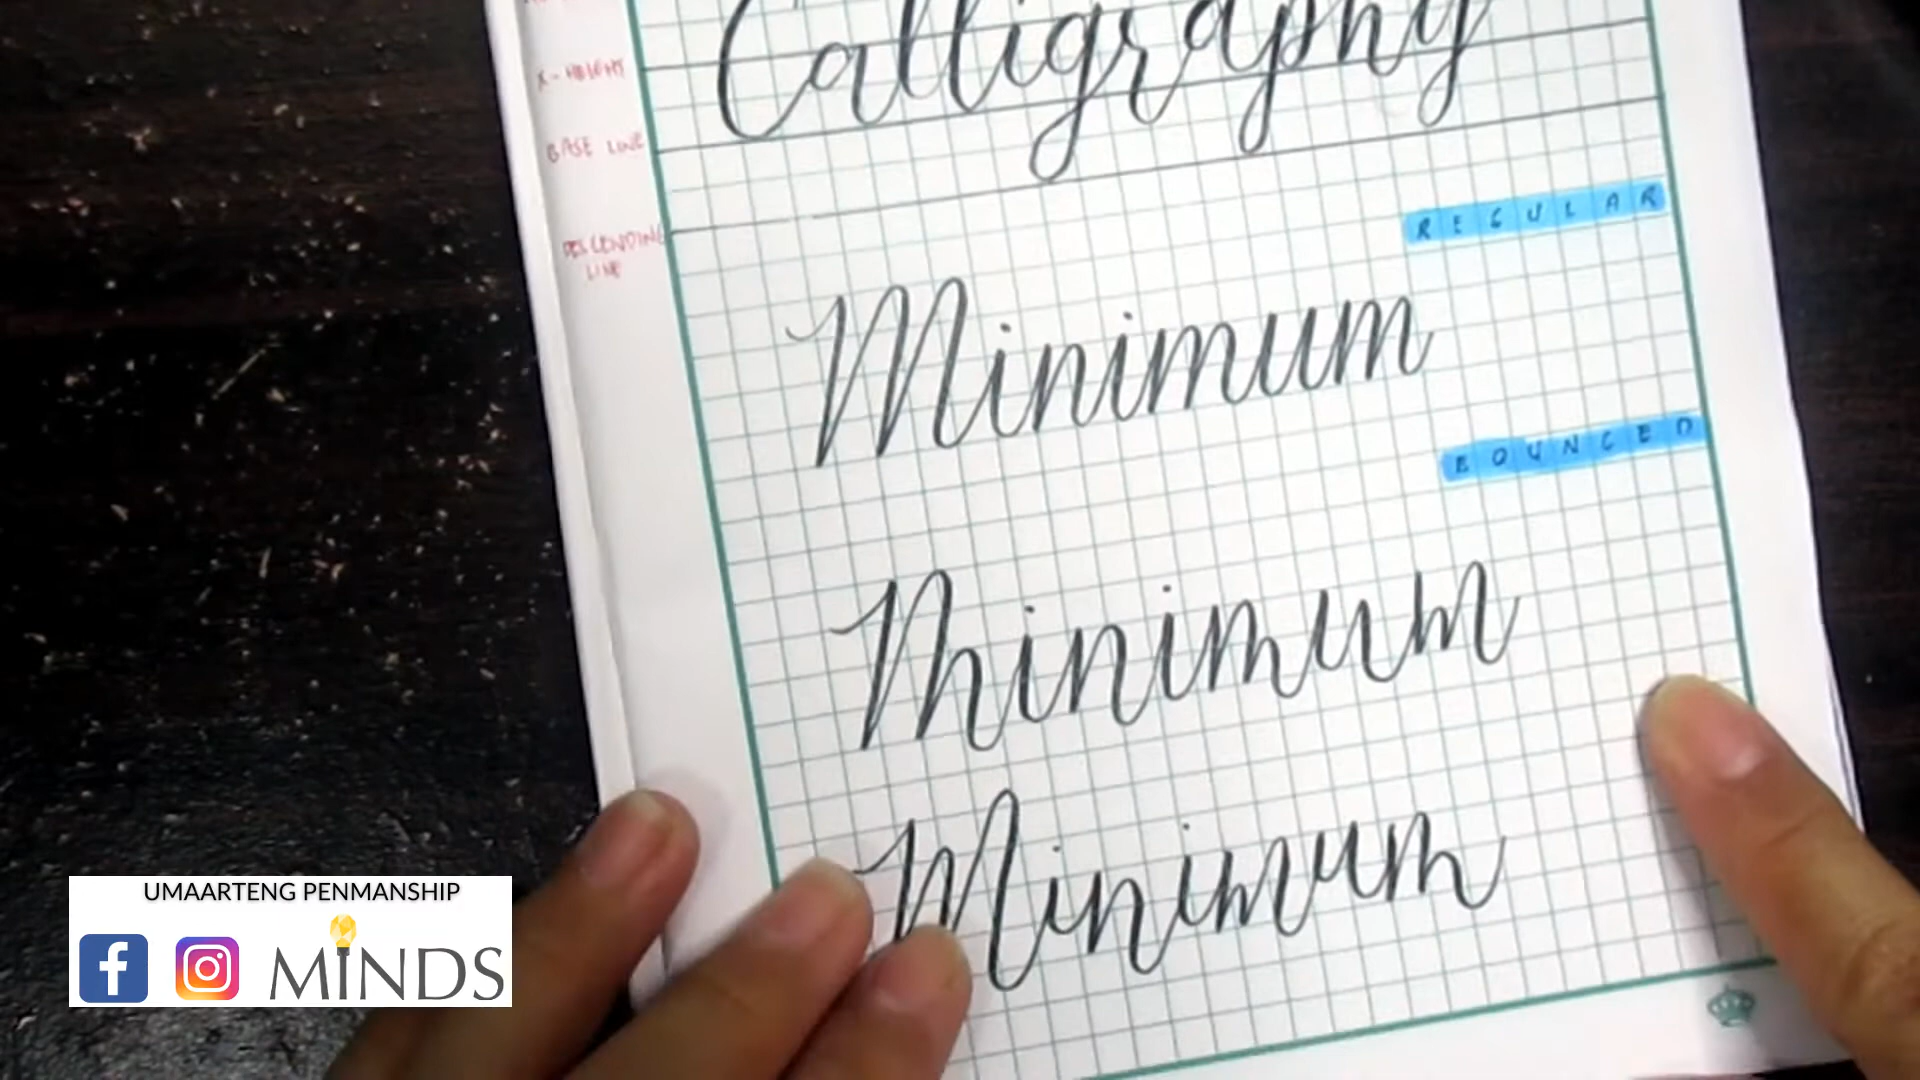 Calligraphy
X-HEIGHT
BASE LINE
DESCENDING
LINE
REGULAR
Minimum
BOUNCED
Minimum
Minimum
UMAARTENG PENMANSHIP
MINDS